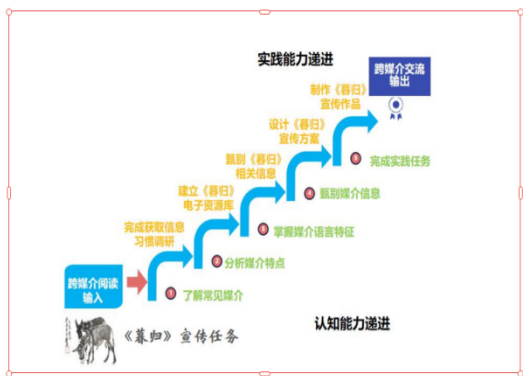 实践能力递进
跨媒介交流
输出
制作《暮归》
宣传作品
设计《暮归》
宣传方案
5 完成实践任务
甄别《暮归》
相关信息
4 甄别媒介信息
建立《暮归》
电子资源库
3 掌握媒介语言特征
完成获取信息
习惯调研
2 分析媒介特点
跨媒介阅读
输入
1 了解常见媒介
《暮归》宣传任务
认知能力递进